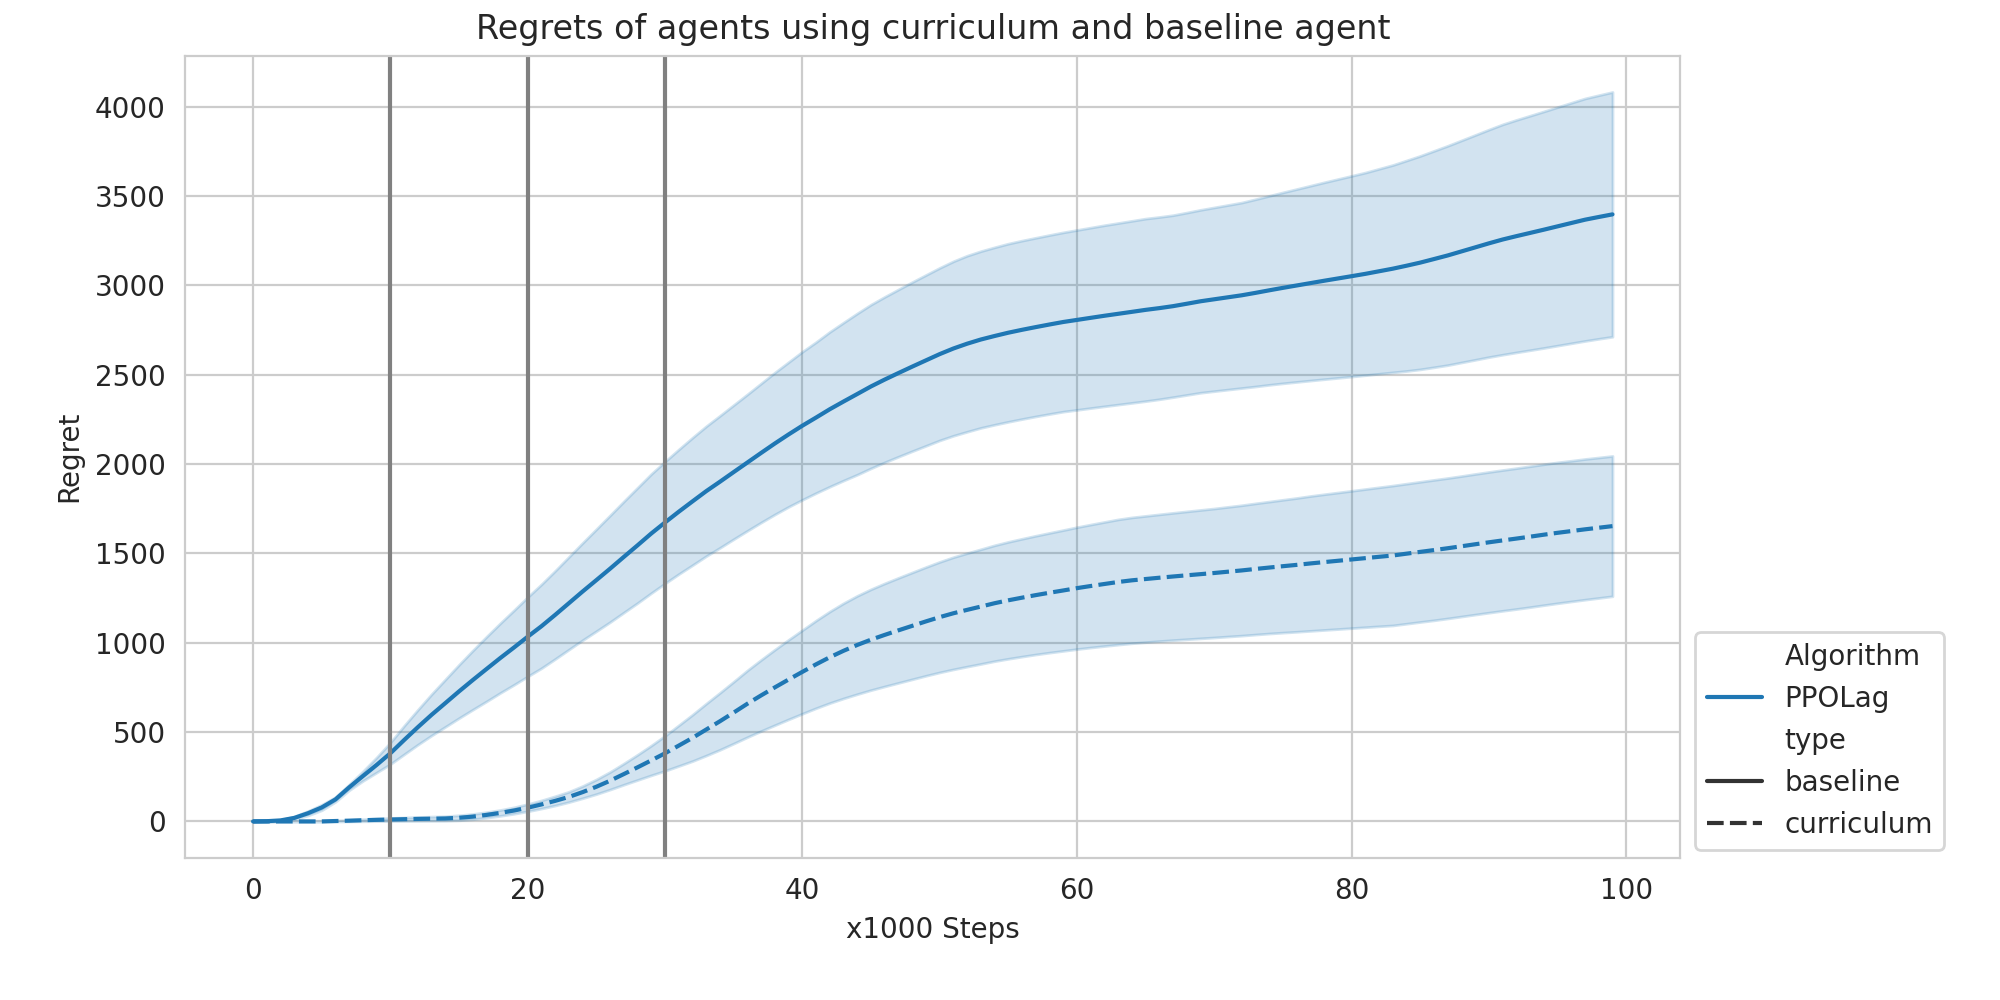 Regrets of agents using curriculum and baseline agent
4000
3500
3000
2500
2000
1500
1000
500
0
Regret
0 20 40 60 80 100
x1000 Steps
Algorithm
PPOLag
type
baseline
curriculum